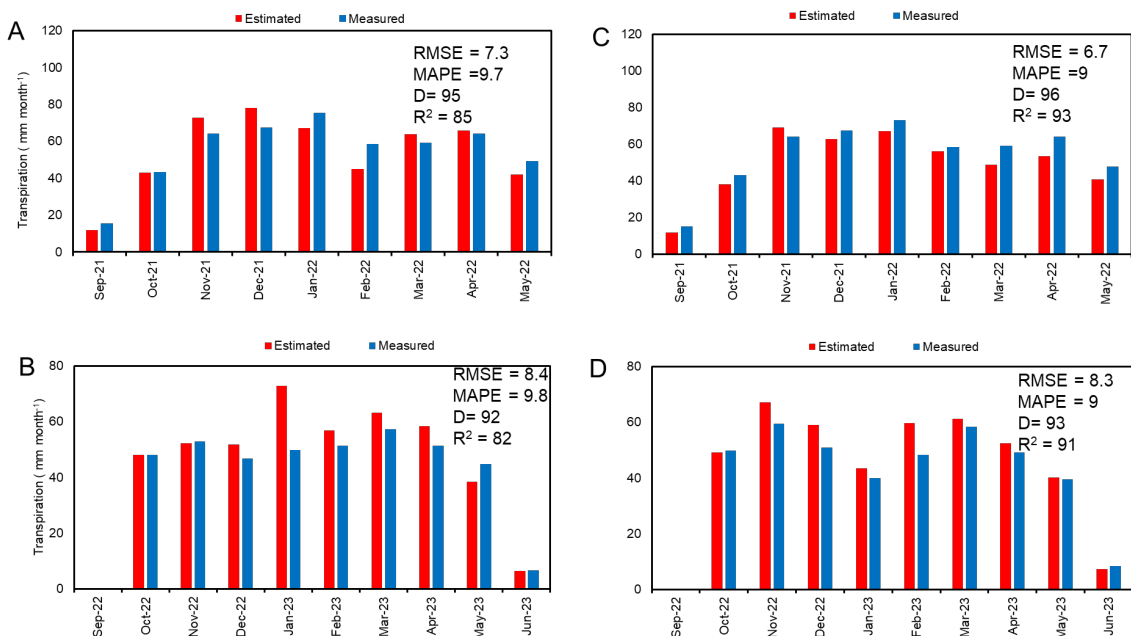 A
Estimated Measured
Transpiration ( mm month-1)
120
100
80
60
40
20
0
RMSE = 7.3
MAPE =9.7
D= 95
R2 = 85
Sep-21
Oct-21
Nov-21
Dec-21
Jan-22
Feb-22
Mar-22
Apr-22
May-22
C
Estimated Measured
120
100
80
60
40
20
0
RMSE = 6.7
MAPE =9
D= 96
R2 = 93
Sep-21
Oct-21
Nov-21
Dec-21
Jan-22
Feb-22
Mar-22
Apr-22
May-22
B
Estimated Measured
Transpiration ( mm month-1)
80
60
40
20
0
RMSE = 8.4
MAPE = 9.8
D= 92
R2 = 82
Sep-22
Oct-22
Nov-22
Dec-22
Jan-23
Feb-23
Mar-23
Apr-23
May-23
Jun-23
D
Estimated Measured
80
60
40
20
0
RMSE = 8.3
MAPE = 9
D= 93
R2 = 91
Sep-22
Oct-22
Nov-22
Dec-22
Jan-23
Feb-23
Mar-23
Apr-23
May-23
Jun-23